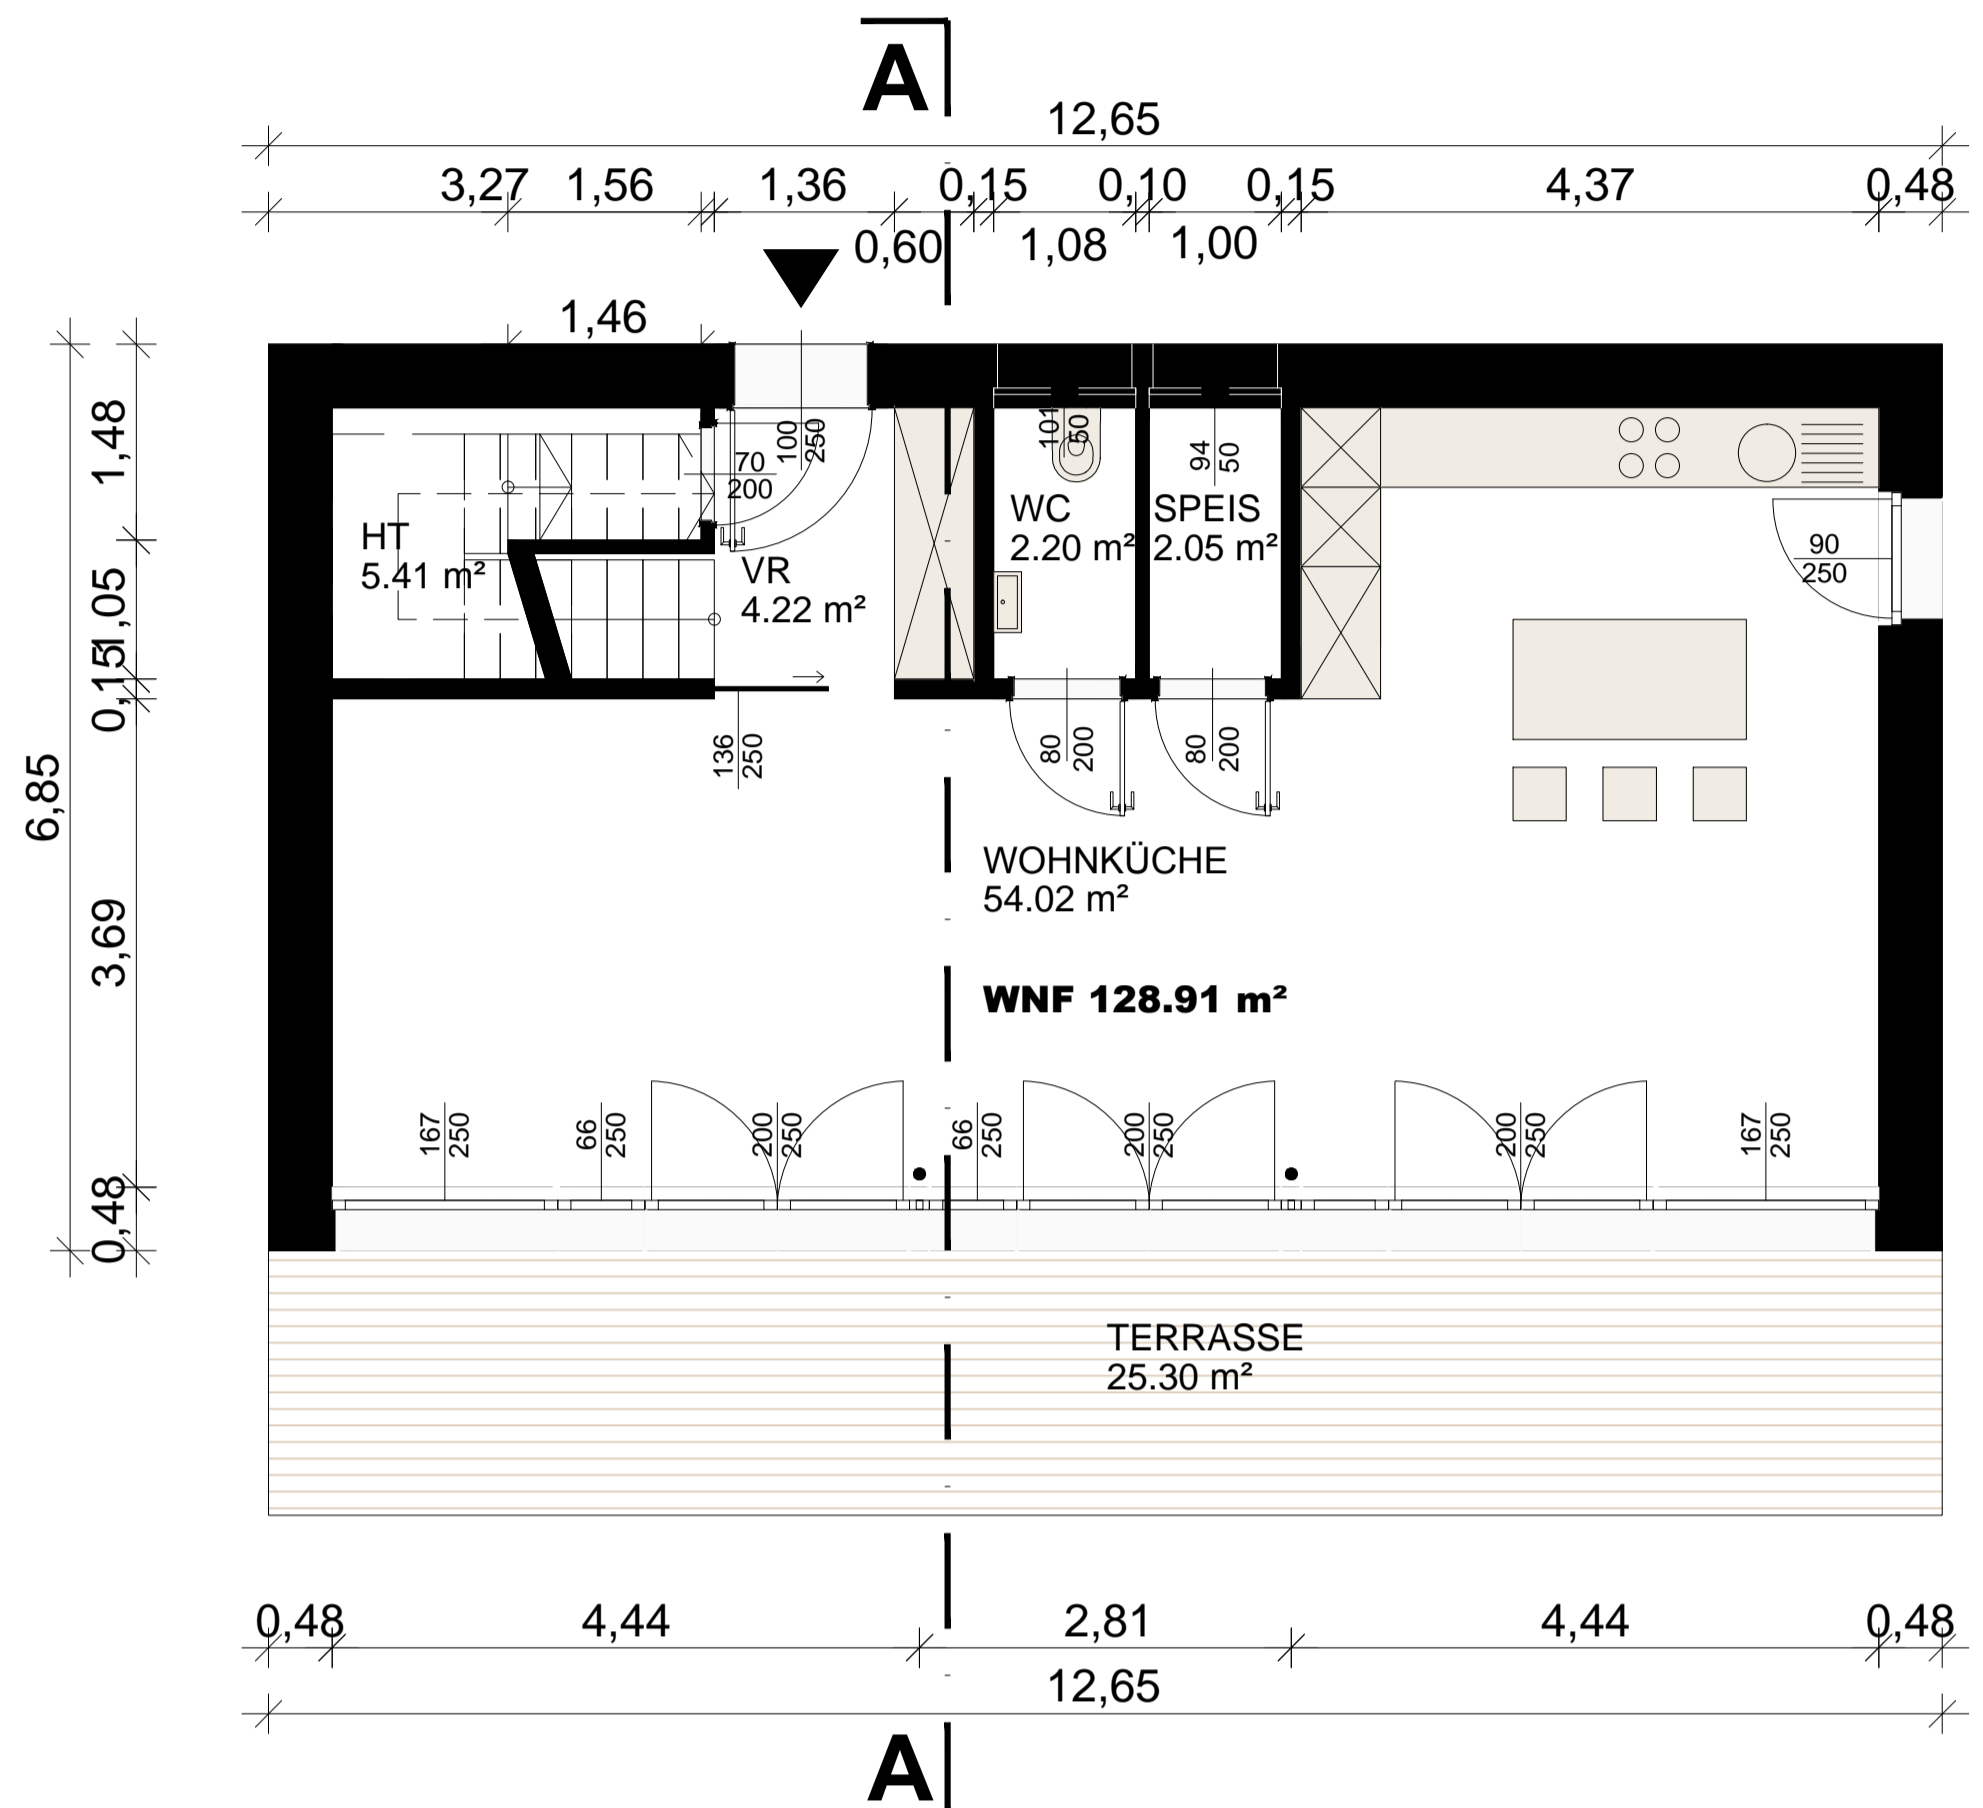 A
12,65
3,27 1,56 1,36 0,15 0,10 0,15 4,37 0,48
0,60 1,08 1,00
1,46
1,48
1,05
0,15
3,69
0,48
6,85
100
250
70
200
101
50
94
50
HT
5.41 m²
VR
4.22 m²
WC
2.20 m²
SPEIS
2.05 m²
90
250
136
250
80
200
80
200
WOHNKÜCHE
54.02 m²
WNF 128.91 m²
167
250
66
250
200
250
66
250
200
250
200
250
167
250
TERRASSE
25.30 m²
0,48 4,44 2,81 4,44 0,48
12,65
A